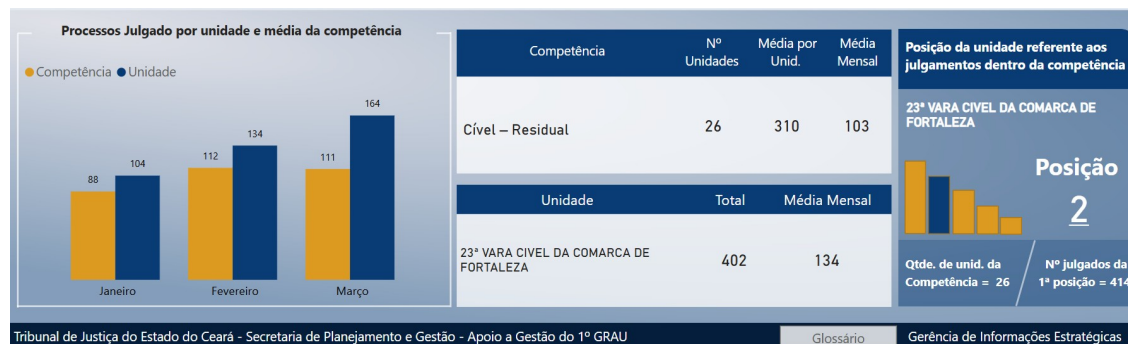 Processos Julgado por unidade e média da competência
Competência Unidade
88
104
112
134
111
164
Janeiro Fevereiro Março
Competência Nº Unidades Média por Unid. Média Mensal
Cível – Residual 26 310 103
Unidade Total Média Mensal
23ª VARA CIVEL DA COMARCA DE FORTALEZA 402 134
Posição da unidade referente aos
julgamentos dentro da competência
23ª VARA CIVEL DA COMARCA DE
FORTALEZA
Posição
2
Qtde. de unid. da
Competência = 26
Nº julgados da
1ª posição = 414
Tribunal de Justiça do Estado do Ceará - Secretaria de Planejamento e Gestão - Apoio a Gestão do 1º GRAU
Glossário
Gerência de Informações Estratégicas